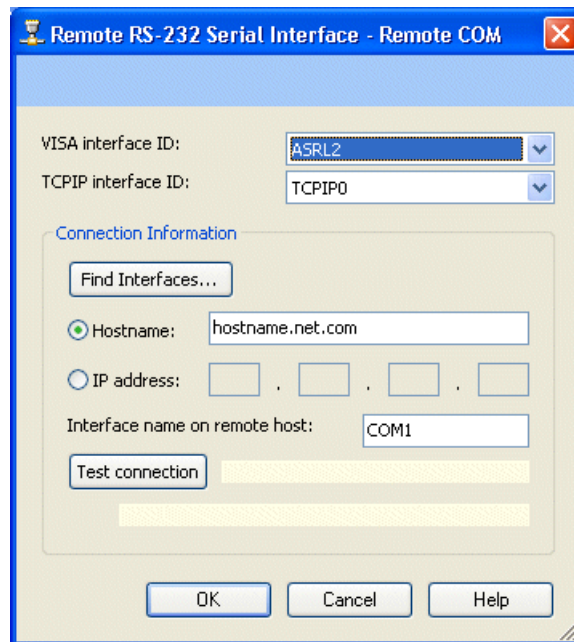 Remote RS-232 Serial Interface - Remote COM
VISA interface ID: ASRL2
TCPIP interface ID: TCPIP0
Connection Information
Find Interfaces...
Hostname: hostname.net.com
IP address: . . .
Interface name on remote host: COM1
Test connection
OK Cancel Help